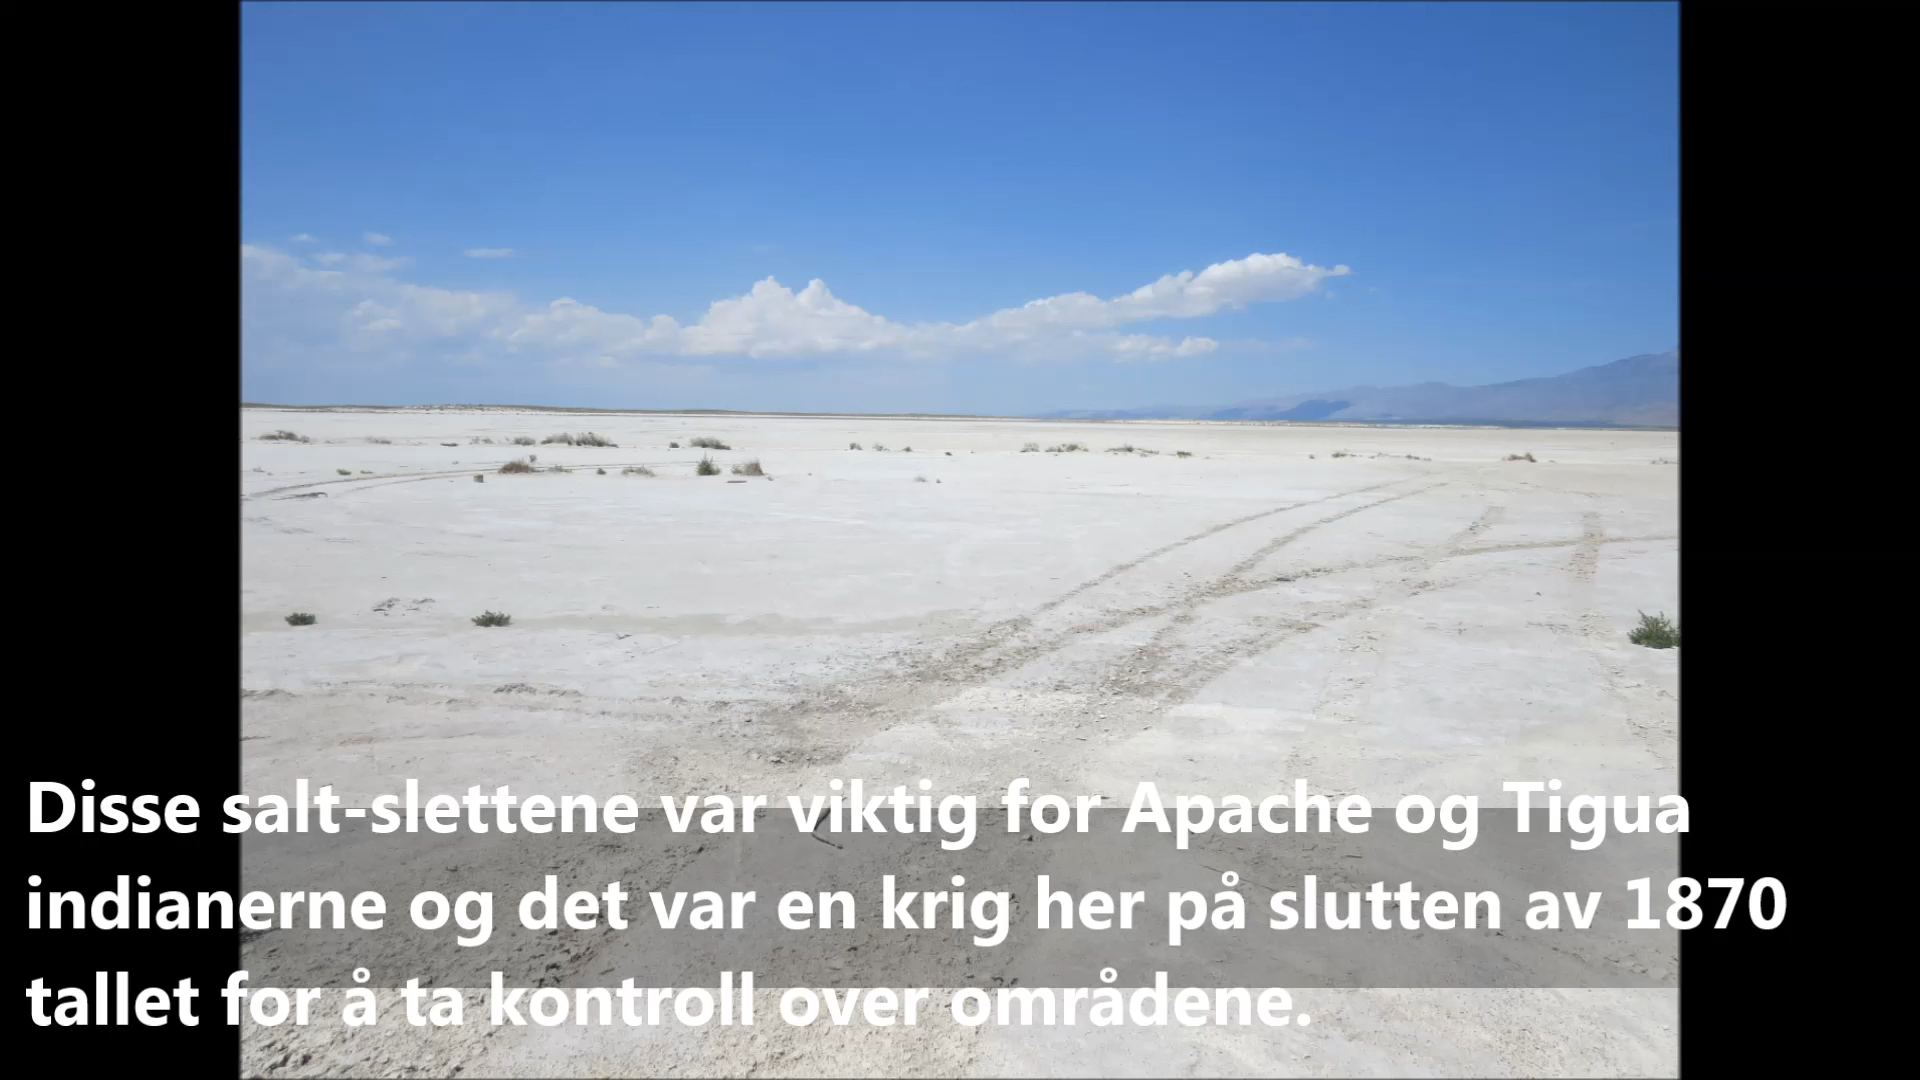 Disse salt-slettene var viktig for Apache og Tigua
indianerne og det var en krig her på slutten av 1870
tallet for å ta kontroll over områdene.